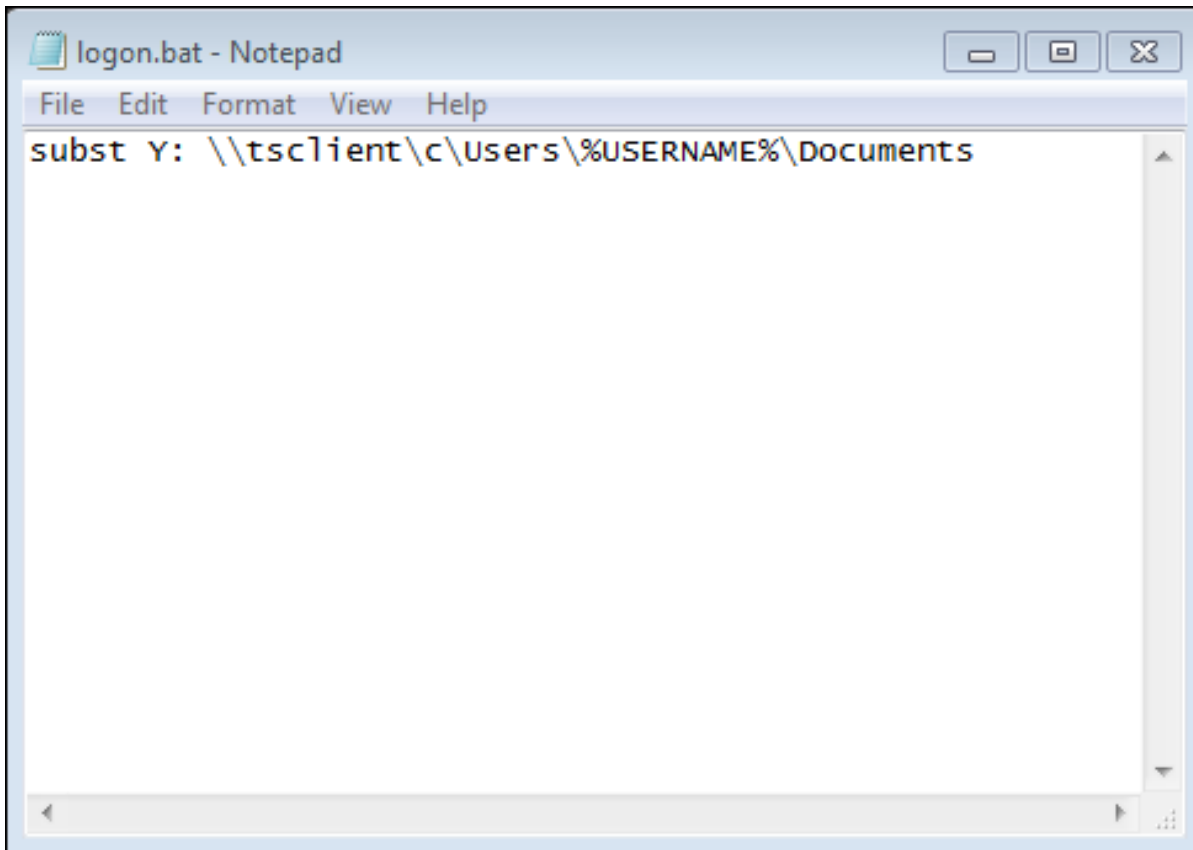 logon.bat - Notepad
File Edit Format View Help
subst Y: \\tsclient\c\Users\%USERNAME%\Documents